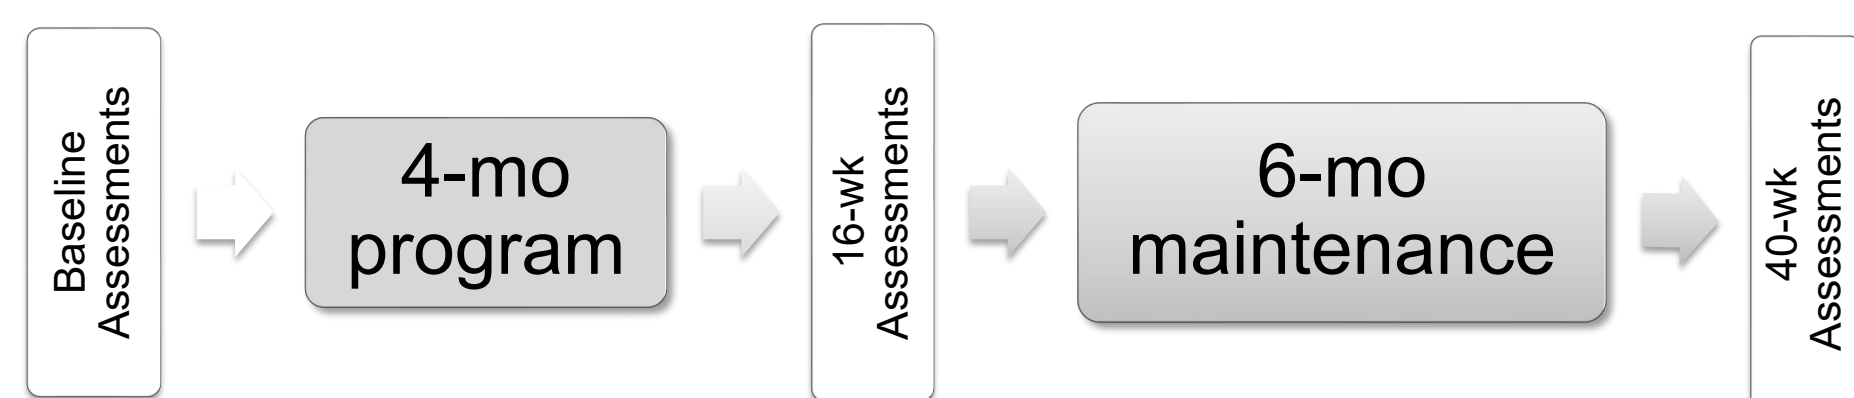 Baseline
Assessments
4-mo
program
16-wk
Assessments
6-mo
maintenance
40-wk
Assessments